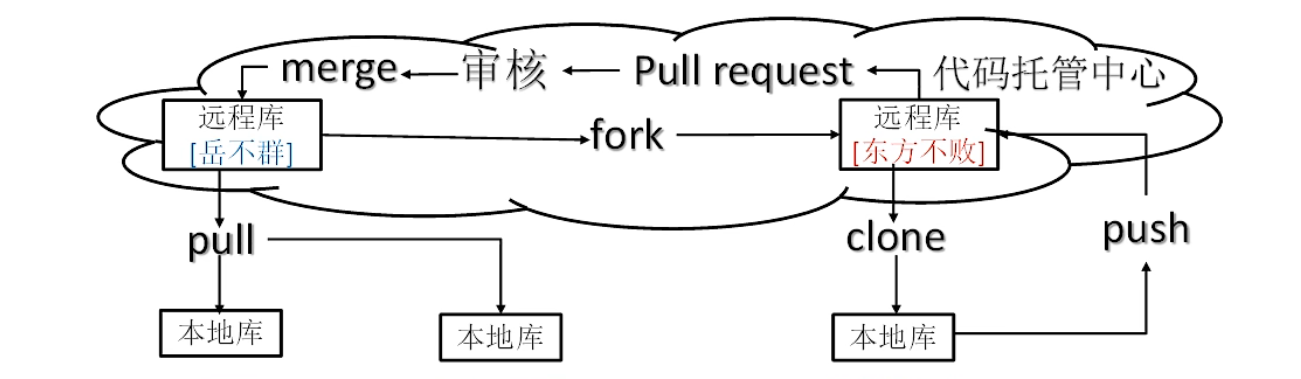 merge
审核
Pull request
代码托管中心
远程库
[岳不群]
fork
远程库
[东方不败]
pull
clone
push
本地库
本地库
本地库